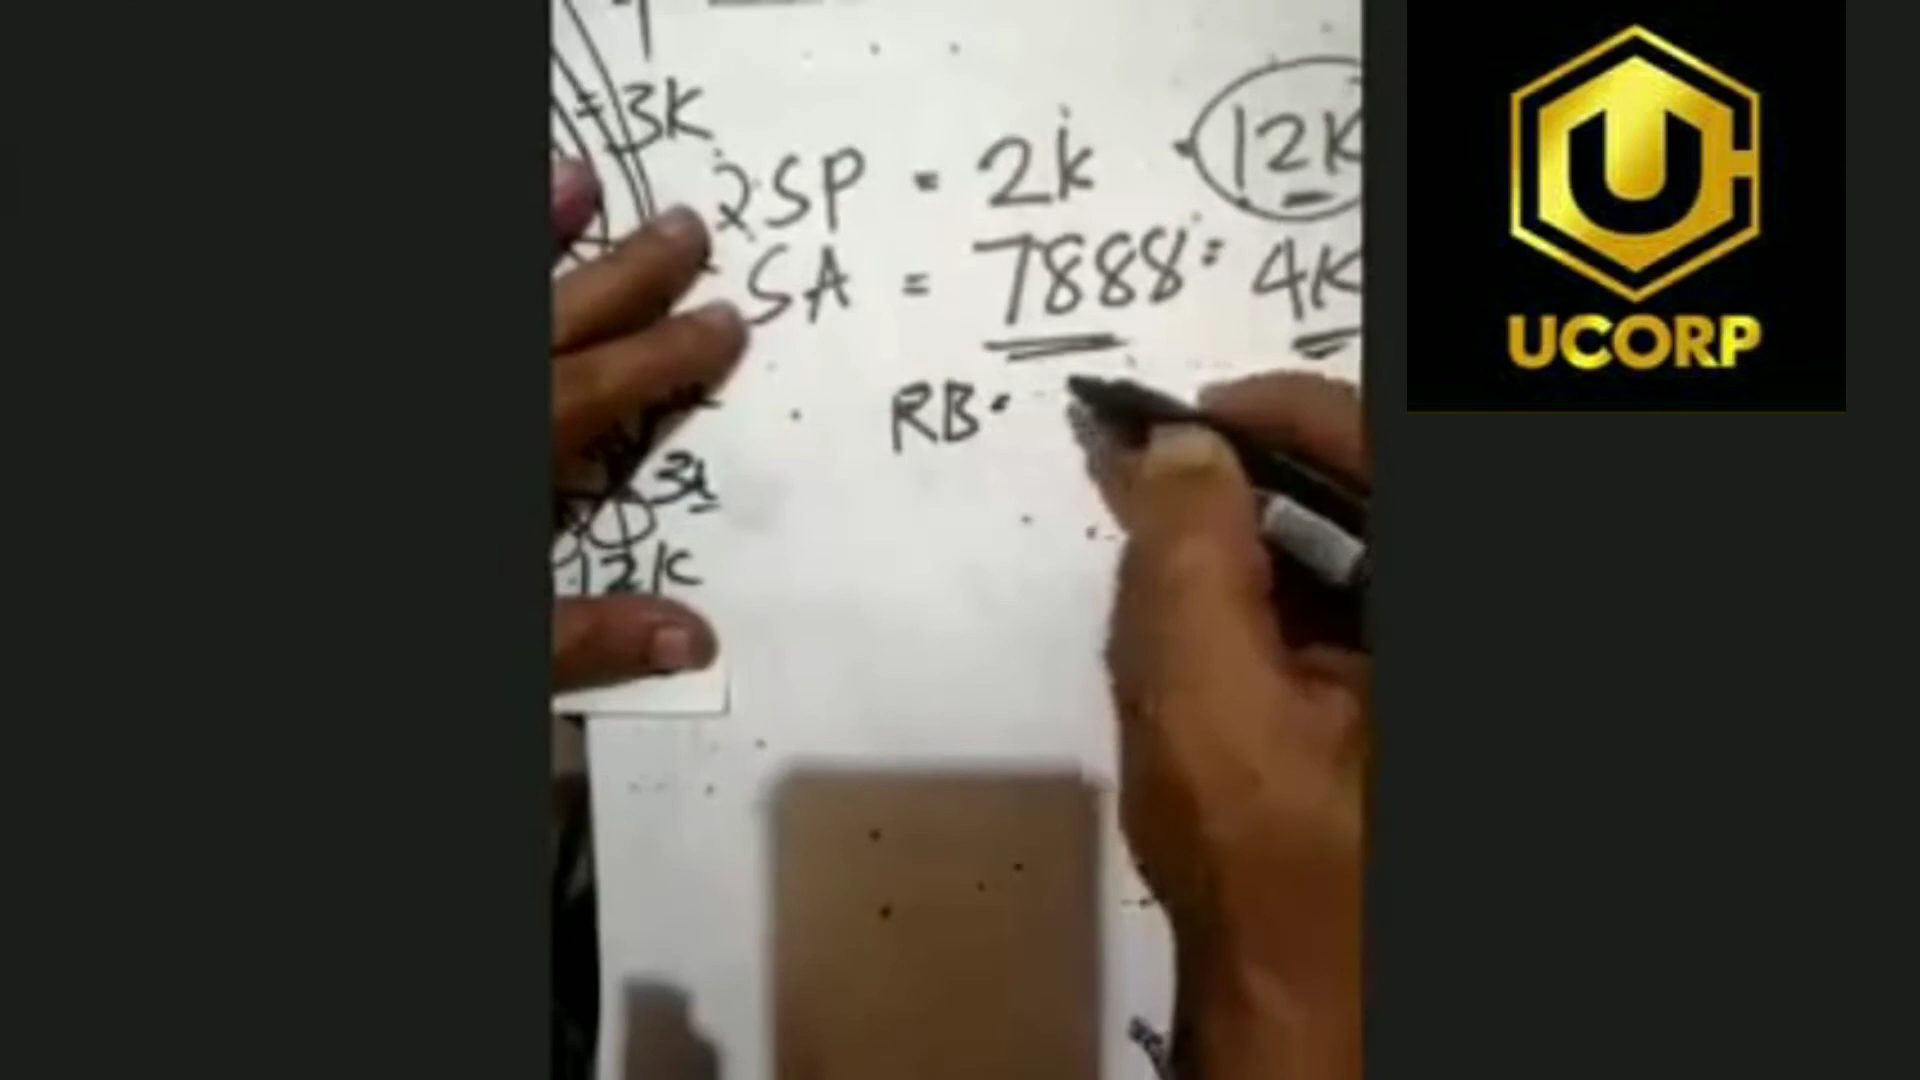 = 3K
2SP = 2k
12K
SA = 7888 = 4K
RB
3k
12K
UCORP